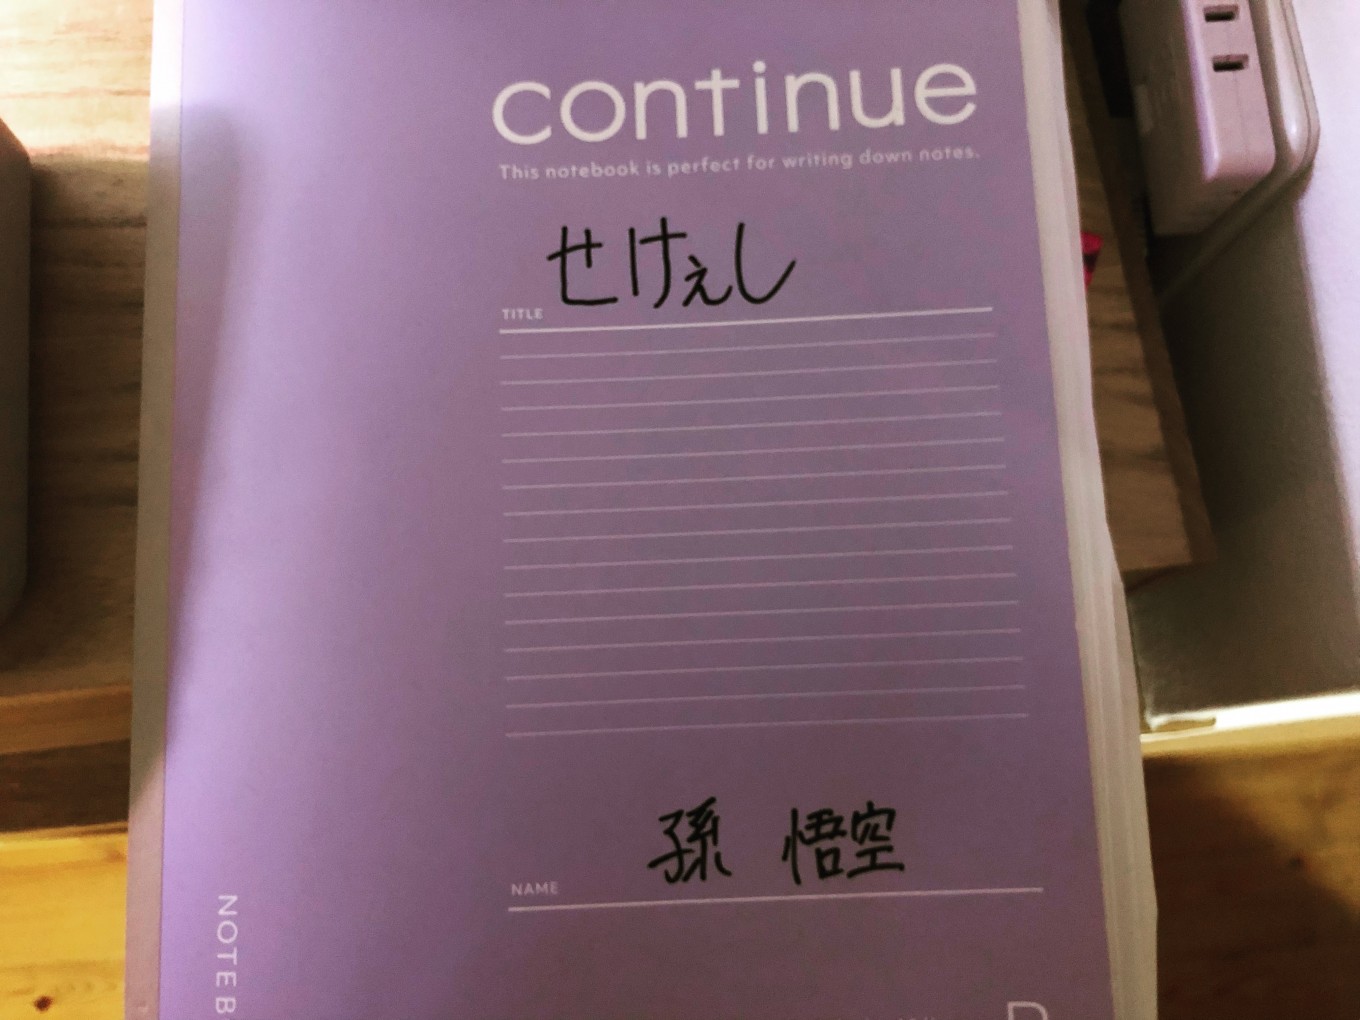 continue
This notebook is perfect for writing down notes.
せけぇし
TITLE
孫 悟空
NAME